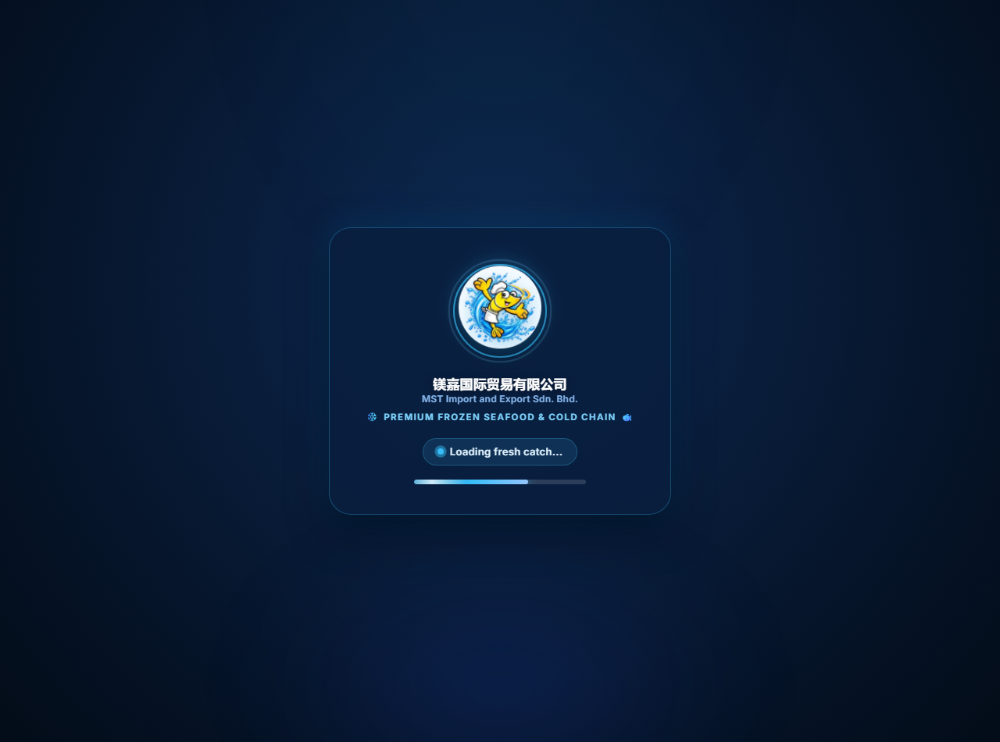 镁嘉国际贸易有限公司
MST Import and Export Sdn. Bhd.
PREMIUM FROZEN SEAFOOD & COLD CHAIN
Loading fresh catch...